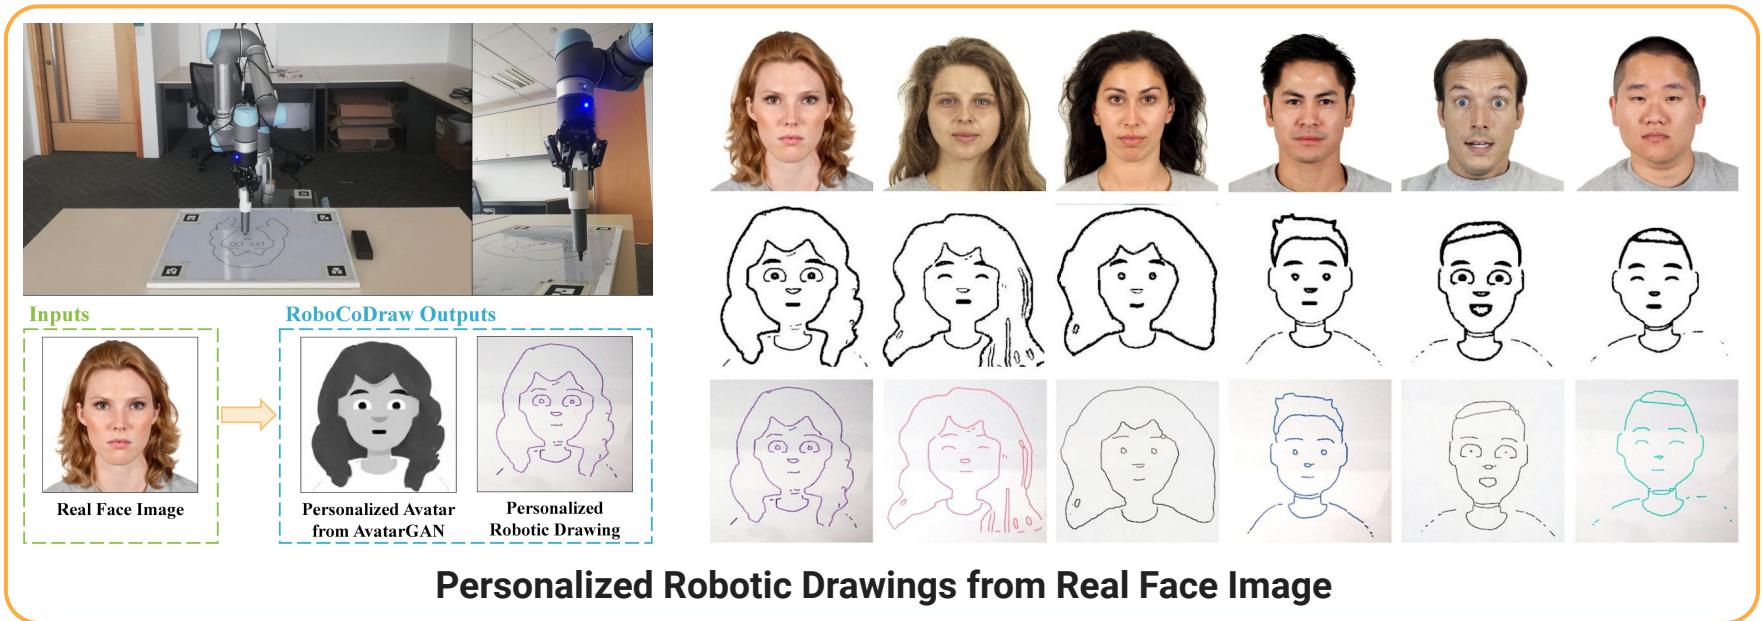 Inputs
RoboCoDraw Outputs
Real Face Image
Personalized Avatar
from AvatarGAN
Personalized
Robotic Drawing
Personalized Robotic Drawings from Real Face Image